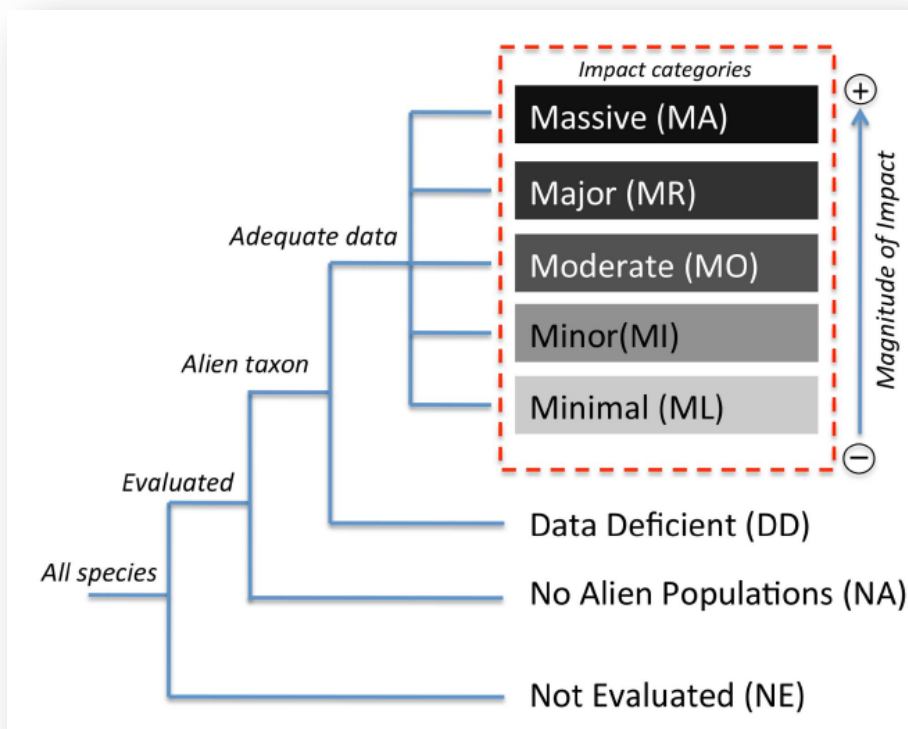 Impact categories
Massive (MA)
Major (MR)
Adequate data
Moderate (MO)
Minor(MI)
Alien taxon
Minimal (ML)
Magnitude of Impact
Evaluated
Data Deficient (DD)
All species
No Alien Populations (NA)
Not Evaluated (NE)